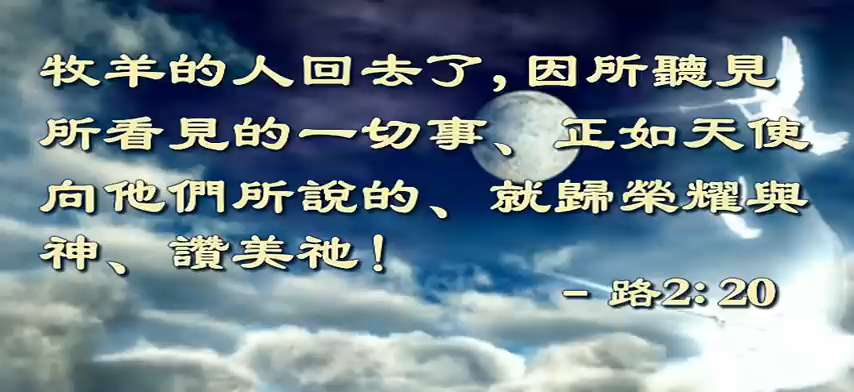 牧羊的人回去了,因所聽見
所看見的一切事、正如天使
向他們所說的、就歸榮耀與
神、讚美祂!
- 路2: 20